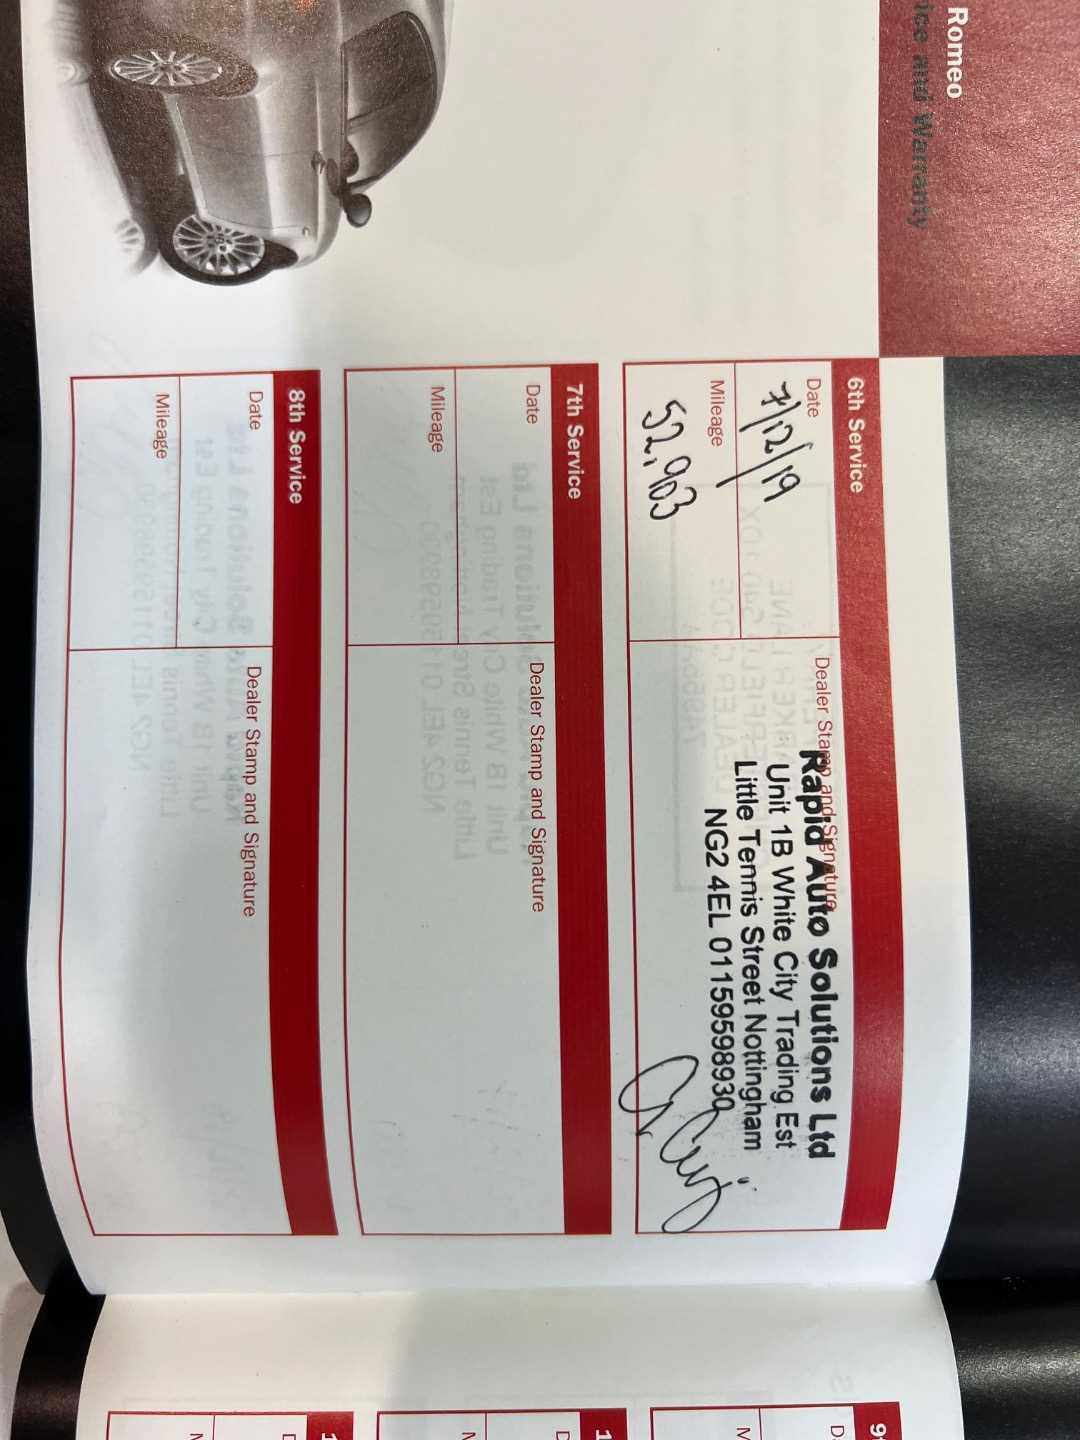 Romeo
ice and Warranty
6th Service
Date
7/12/19
Mileage
52,903
Dealer Stamp and Signature
Rapid Auto Solutions Ltd
Unit 1B White City Trading Est
Little Tennis Street Nottingham
NG2 4EL 01159598930
7th Service
Date
Mileage
Dealer Stamp and Signature
8th Service
Date
Mileage
Dealer Stamp and Signature